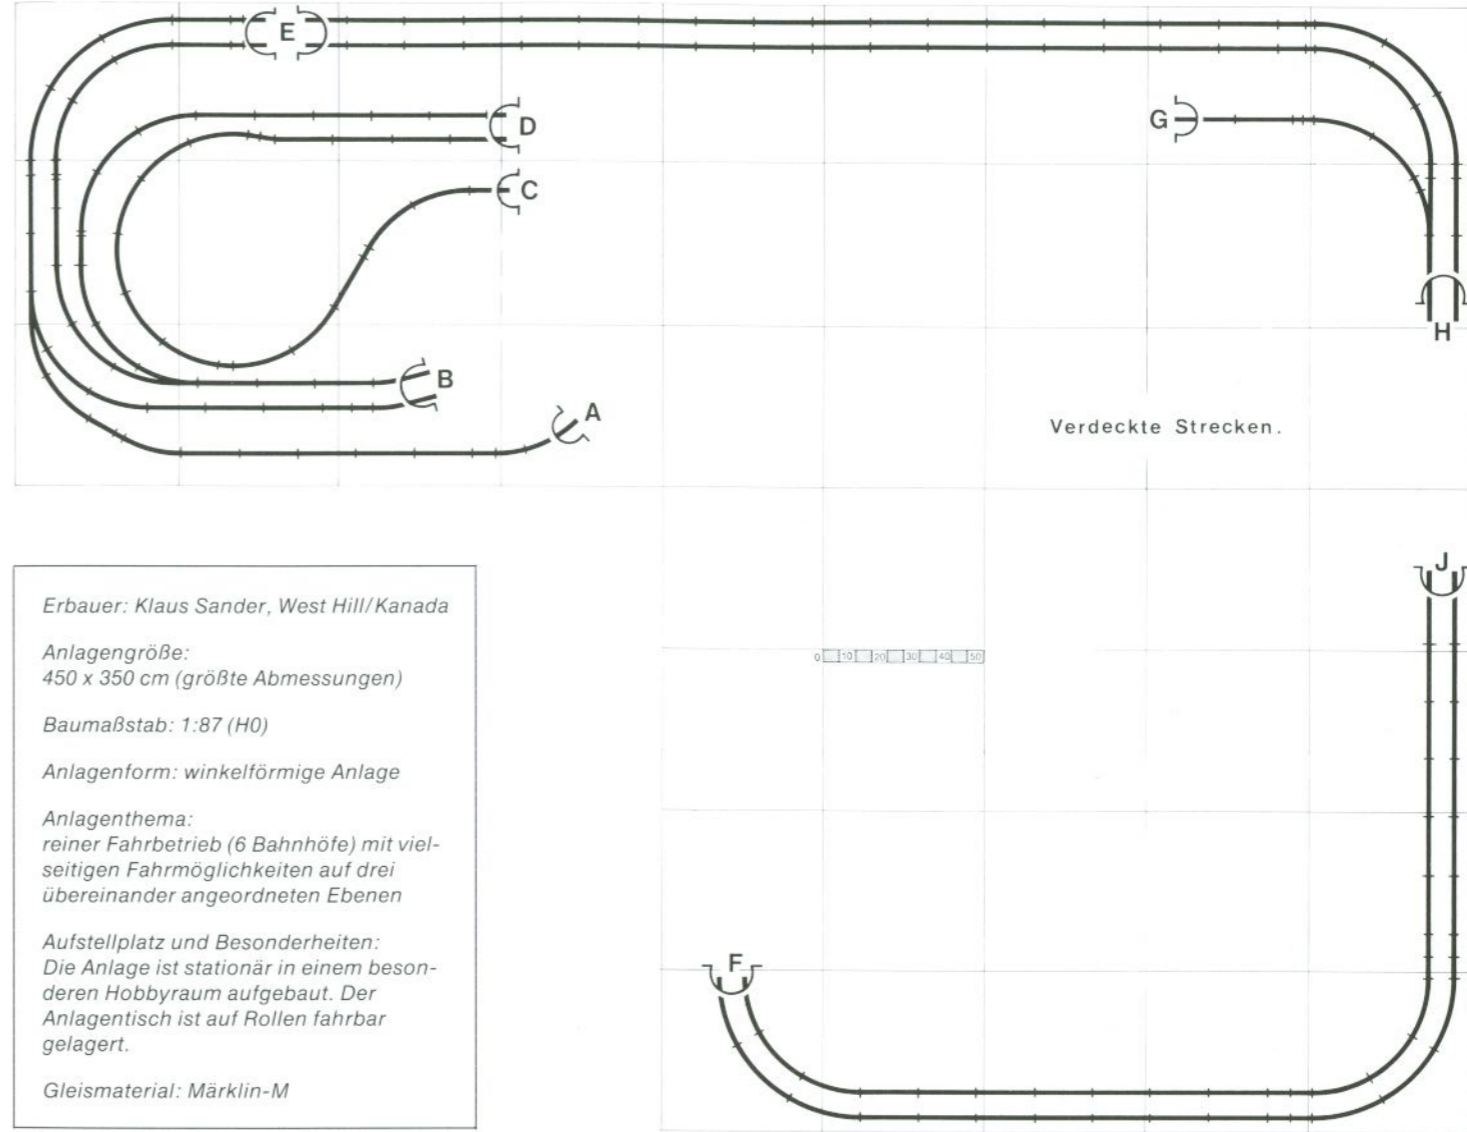 E
D
G
C
H
B
A
Verdeckte Strecken.
J
Erbauer: Klaus Sander, West Hill/Kanada
Anlagengröße:
450 x 350 cm (größte Abmessungen)
0 10 20 30 40 50
Baumaßstab: 1:87 (H0)
Anlagenform: winkelförmige Anlage
Anlagenthema:
reiner Fahrbetrieb (6 Bahnhöfe) mit viel-
seitigen Fahrmöglichkeiten auf drei
übereinander angeordneten Ebenen
Aufstellplatz und Besonderheiten:
Die Anlage ist stationär in einem beson-
deren Hobbyraum aufgebaut. Der
Anlagentisch ist auf Rollen fahrbar
gelagert.
F
Gleismaterial: Märklin-M